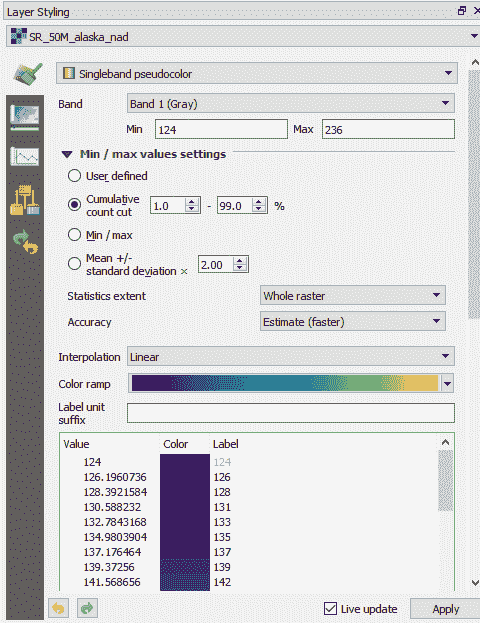 Layer Styling
SR_50M_alaska_nad
Singleband pseudocolor
Band Band 1 (Gray)
Min 124 Max 236
Min / max values settings
User defined
Cumulative count cut 1.0 - 99.0 %
Min / max
Mean +/- standard deviation × 2.00
Statistics extent Whole raster
Accuracy Estimate (faster)
Interpolation Linear
Color ramp
Label unit suffix
Value Color Label
124 124
126.1960736 126
128.3921584 128
130.588232 131
132.7843168 133
134.9803904 135
137.176464 137
139.37256 139
141.568656 142
Live update Apply